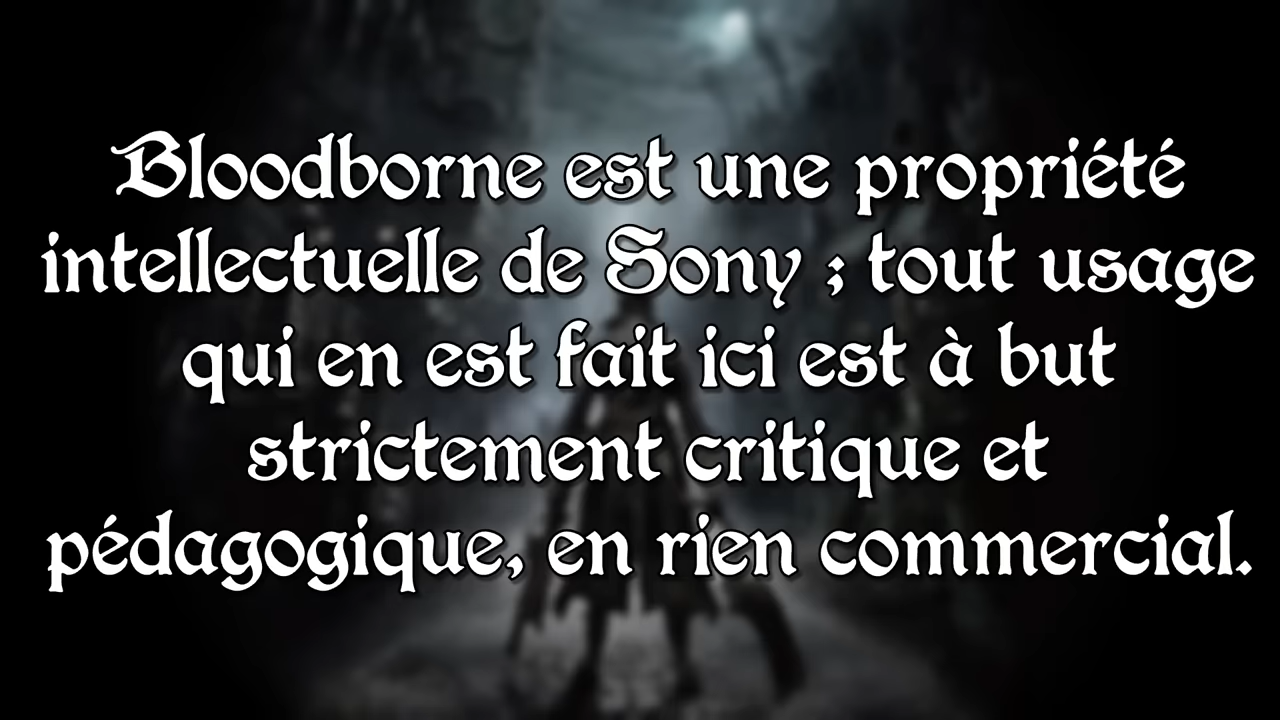 Bloodborne est une propriété
intellectuelle de Sony ; tout usage
qui en est fait ici est à but
strictement critique et
pédagogique, en rien commercial.